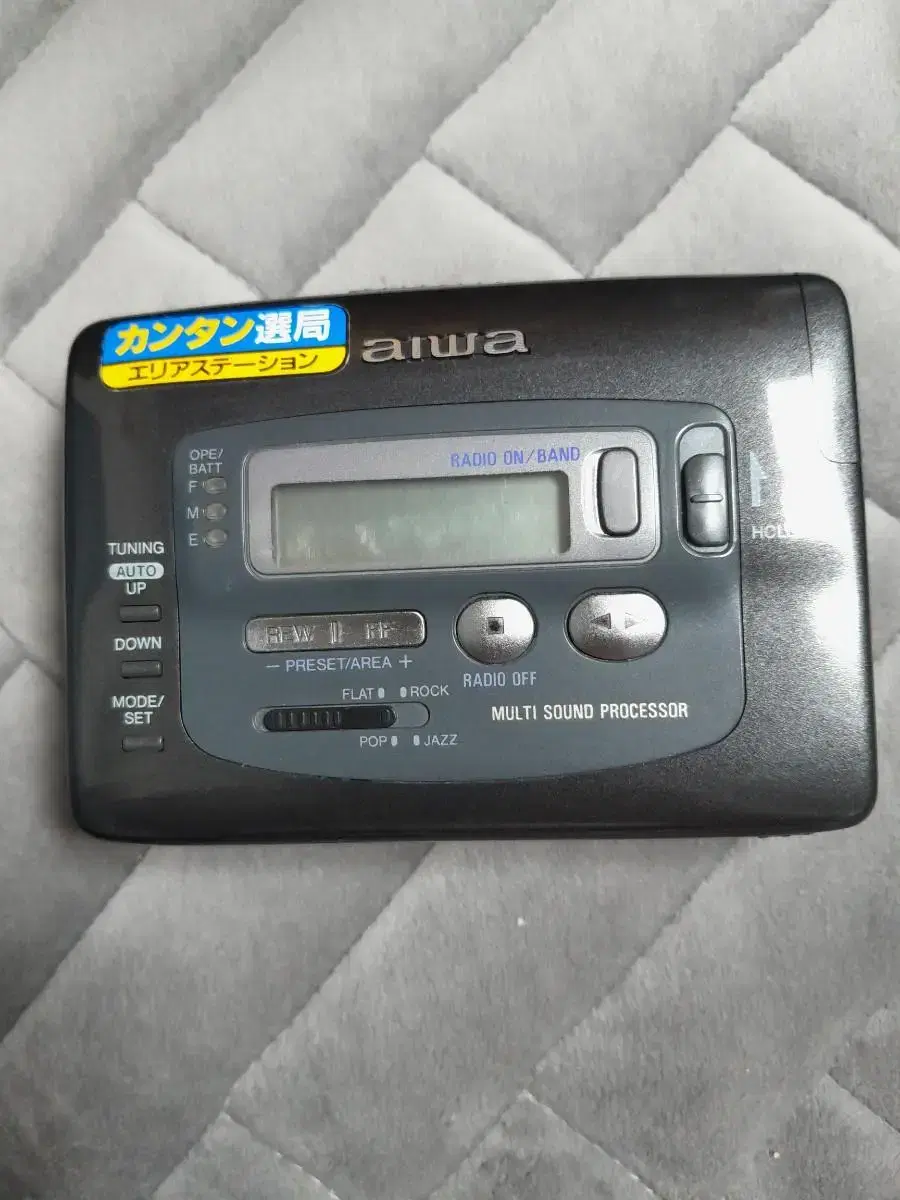 カンタン選局
エリアステーション
aiwa
OPE/
BATT
F
M
E
RADIO ON/BAND
TUNING
AUTO
UP
DOWN
MODE/
SET
REW
FF
− PRESET/AREA +
RADIO OFF
FLAT ROCK
POP JAZZ
MULTI SOUND PROCESSOR